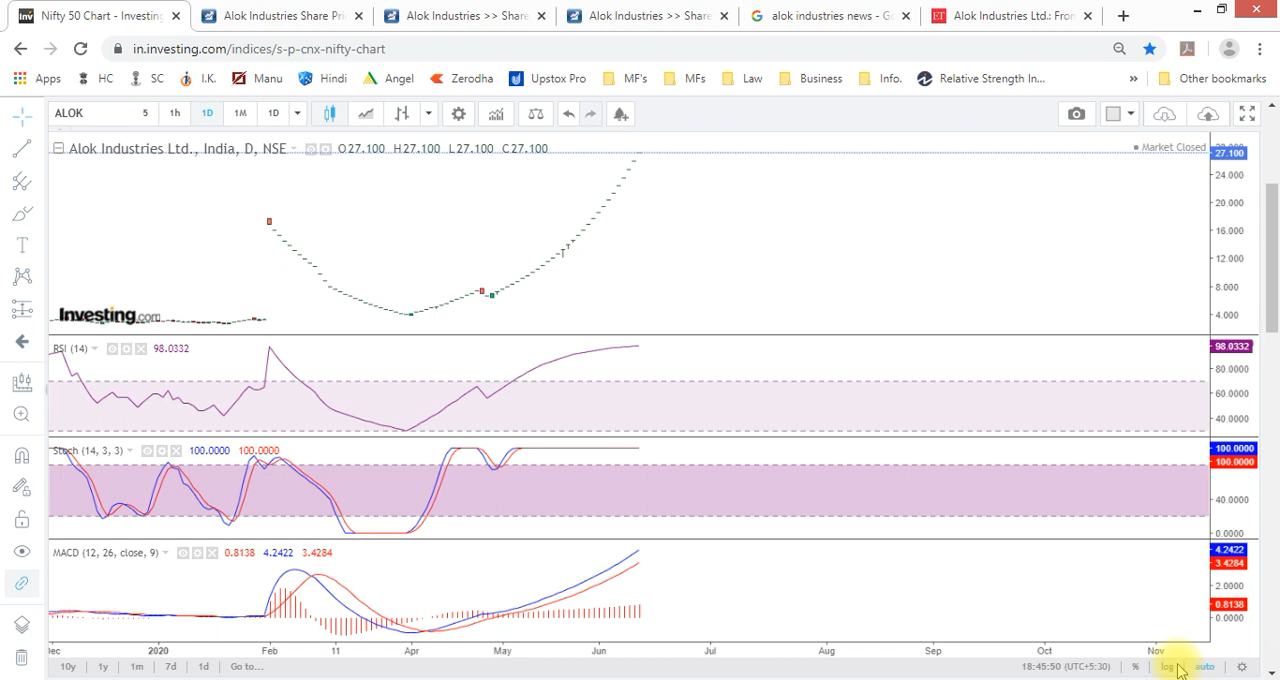 Nifty 50 Chart - Investing
Alok Industries Share Pri
Alok Industries >> Share
Alok Industries >> Share
alok industries news - Go
Alok Industries Ltd.: Fron
in.investing.com/indices/s-p-cnx-nifty-chart
Apps HC SC I.K. Manu Hindi Angel Zerodha Upstox Pro MF's MFs Law Business Info. Relative Strength In... » Other bookmarks
ALOK 5 1h 1D 1M 1D
Alok Industries Ltd., India, D, NSE O27.100 H27.100 L27.100 C27.100
Market Closed
27.100
24.000
20.000
16.000
12.000
8.000
4.000
Investing.com
RSI (14) 98.0332
98.0332
80.0000
60.0000
40.0000
Stoch (14, 3, 3) 100.0000 100.0000
100.0000
100.0000
40.0000
0.0000
MACD (12, 26, close, 9) 0.8138 4.2422 3.4284
4.2422
3.4284
2.0000
0.8138
0.0000
2020 Feb 11 Apr May Jun Jul Aug Sep Oct Nov
10y 1y 1m 7d 1d Go to... 18:45:50 (UTC+5:30) % log auto